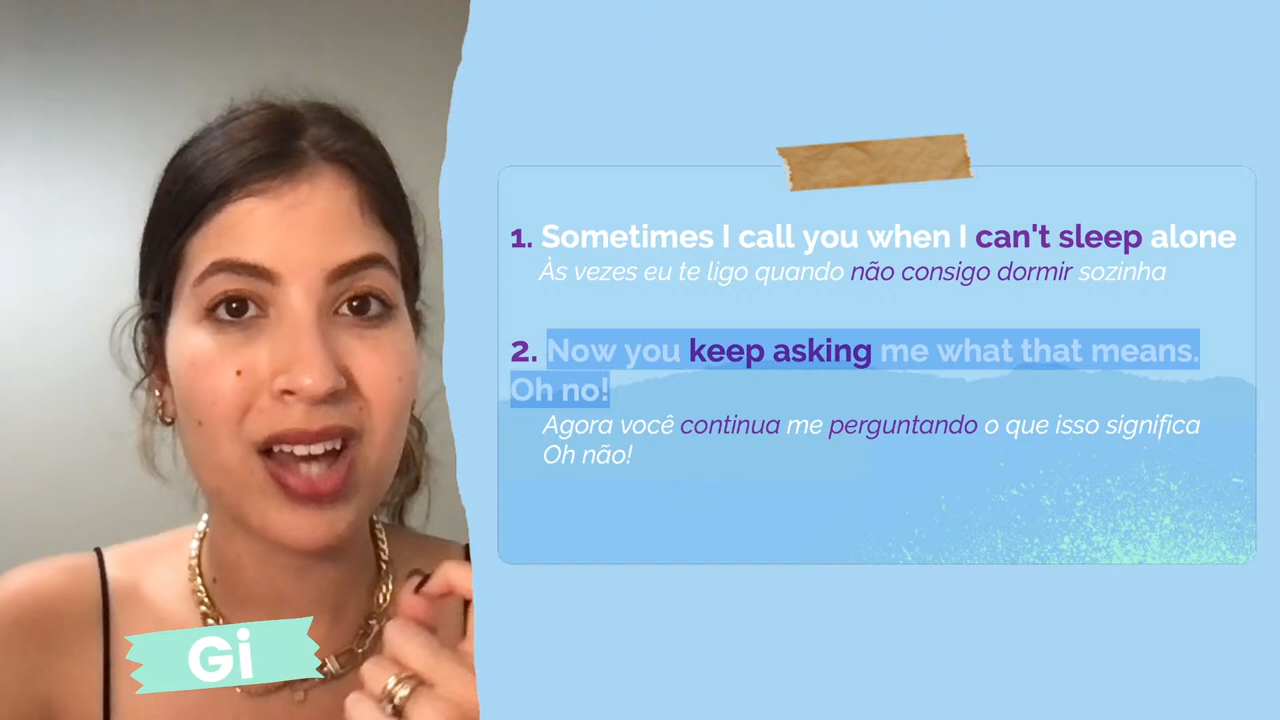 1. Sometimes I call you when I can't sleep alone
Às vezes eu te ligo quando não consigo dormir sozinha
2. Now you keep asking me what that means.
Oh no!
Agora você continua me perguntando o que isso significa
Oh não!
Gi